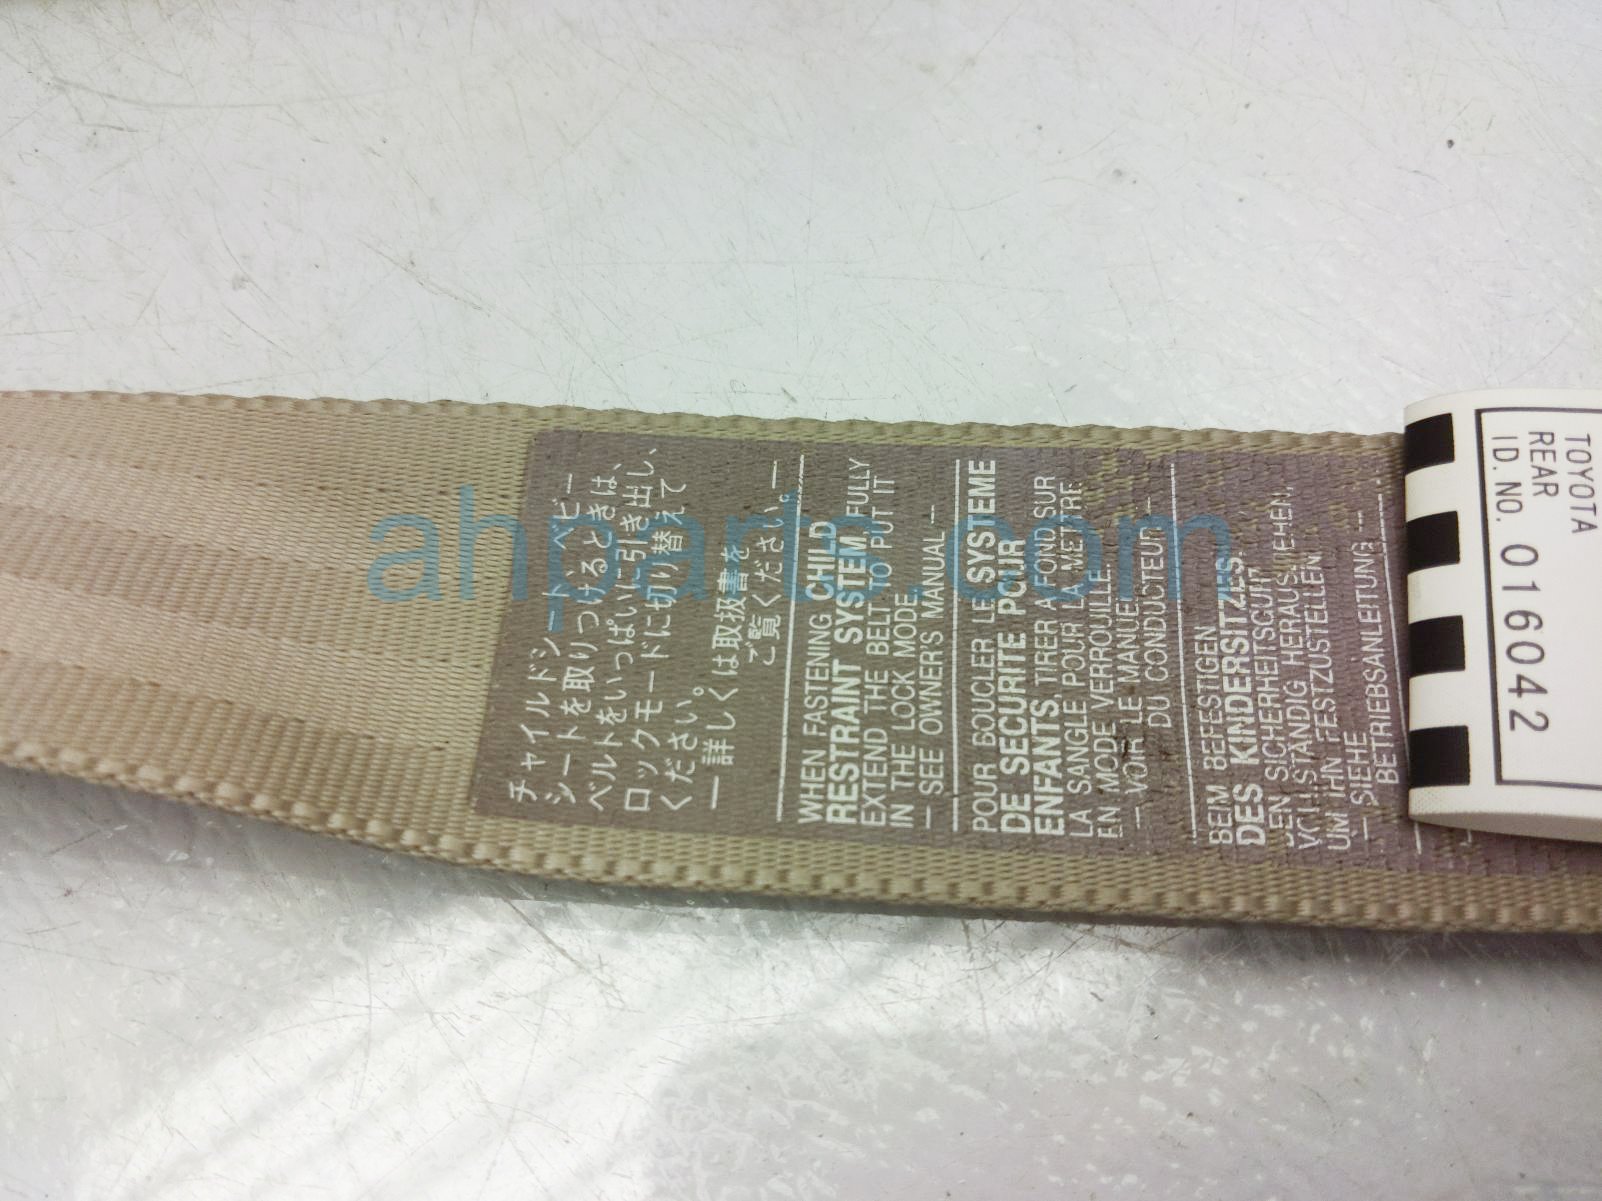 チャイルドシート、ベビー
シートを取りつけるときは、
ベルトをいっぱいに引き出し、
ロックモードに切り替えて
ください。
―詳しくは取扱書を
ご覧ください。―
WHEN FASTENING CHILD
RESTRAINT SYSTEM, FULLY
EXTEND THE BELT TO PUT IT
IN THE LOCK MODE.
— SEE OWNER'S MANUAL —
POUR BOUCLER LE SYSTEME
DE SECURITE POUR
ENFANTS, TIRER A FOND SUR
LA SANGLE POUR LA METTRE
EN MODE VERROUILLE.
— VOIR LE MANUEL
DU CONDUCTEUR —
BEIM BEFESTIGEN
DES KINDERSITZES,
DEN SICHERHEITSGURT
VOLLSTÄNDIG HERAUSZIEHEN,
UM IHN FESTZUSTELLEN.
— SIEHE
BETRIEBSANLEITUNG —
TOYOTA
REAR
ID. NO. 016042
ahparts.com